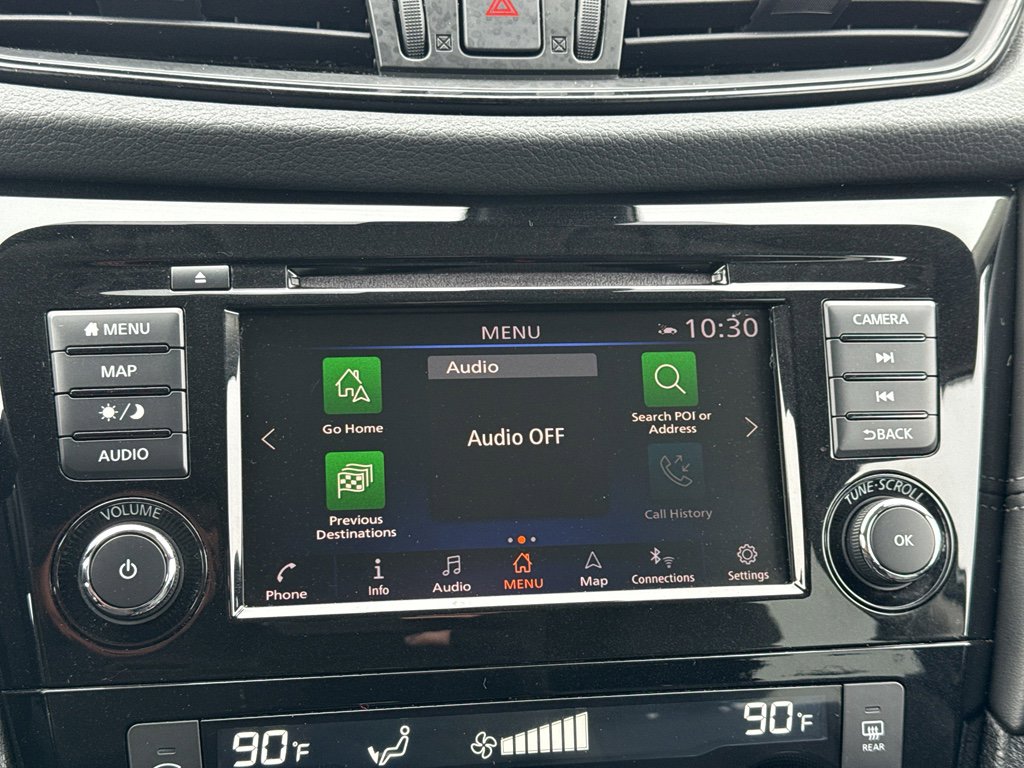 MENU
MAP
AUDIO
VOLUME
MENU
10:30
Go Home
Audio
Audio OFF
Search POI or
Address
Previous
Destinations
Call History
Phone
Info
Audio
MENU
Map
Connections
Settings
CAMERA
BACK
TUNE·SCROLL
OK
90°F
90°F
REAR